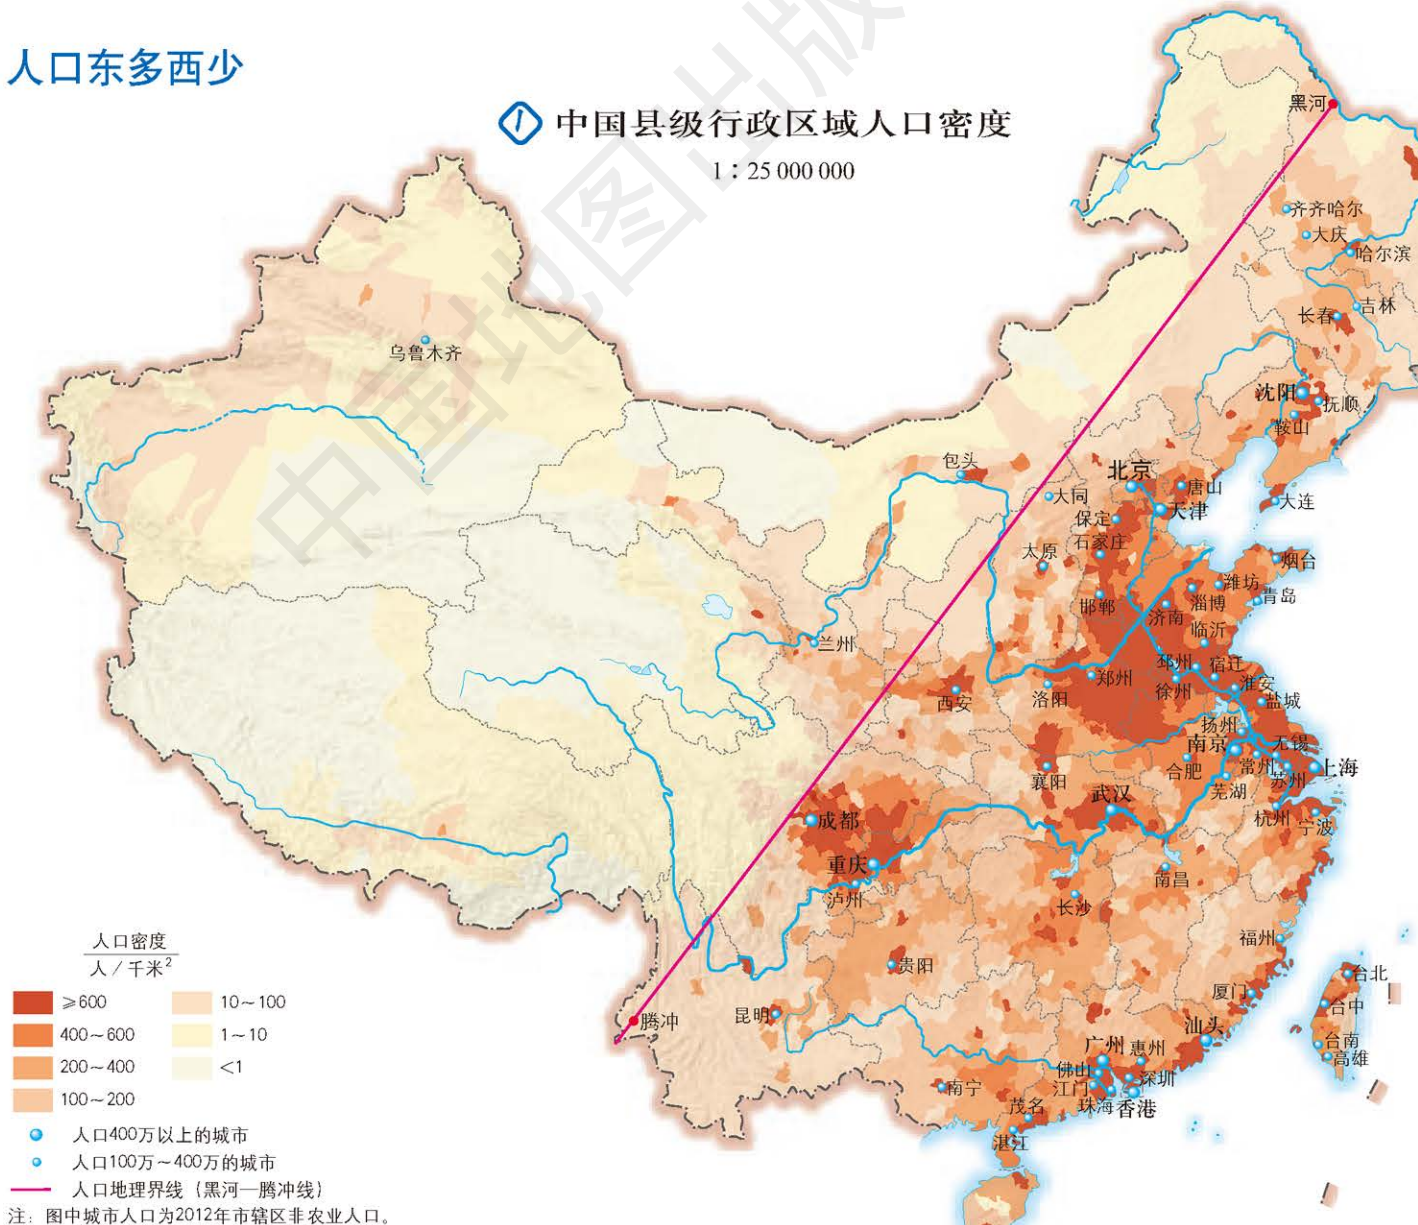 人口东多西少
1 中国县级行政区域人口密度
1：25 000 000
黑河
齐齐哈尔
大庆
哈尔滨
吉林
长春
乌鲁木齐
沈阳
抚顺
鞍山
包头
北京
大同
唐山
大连
天津
保定
石家庄
太原
烟台
潍坊
邯郸
淄博
青岛
济南
临沂
兰州
邳州
宿迁
郑州
徐州
淮安
西安
洛阳
盐城
扬州
南京
无锡
合肥
常州
上海
苏州
襄阳
芜湖
武汉
成都
杭州
宁波
重庆
南昌
泸州
长沙
福州
贵阳
台北
厦门
台中
昆明
腾冲
汕头
台南
广州
惠州
高雄
佛山
深圳
南宁
江门
茂名
珠海
香港
湛江
人口密度
人／千米²
≥600
10～100
400～600
1～10
200～400
＜1
100～200
人口400万以上的城市
人口100万～400万的城市
人口地理界线（黑河—腾冲线）
注：图中城市人口为2012年市辖区非农业人口。
中国地图出版